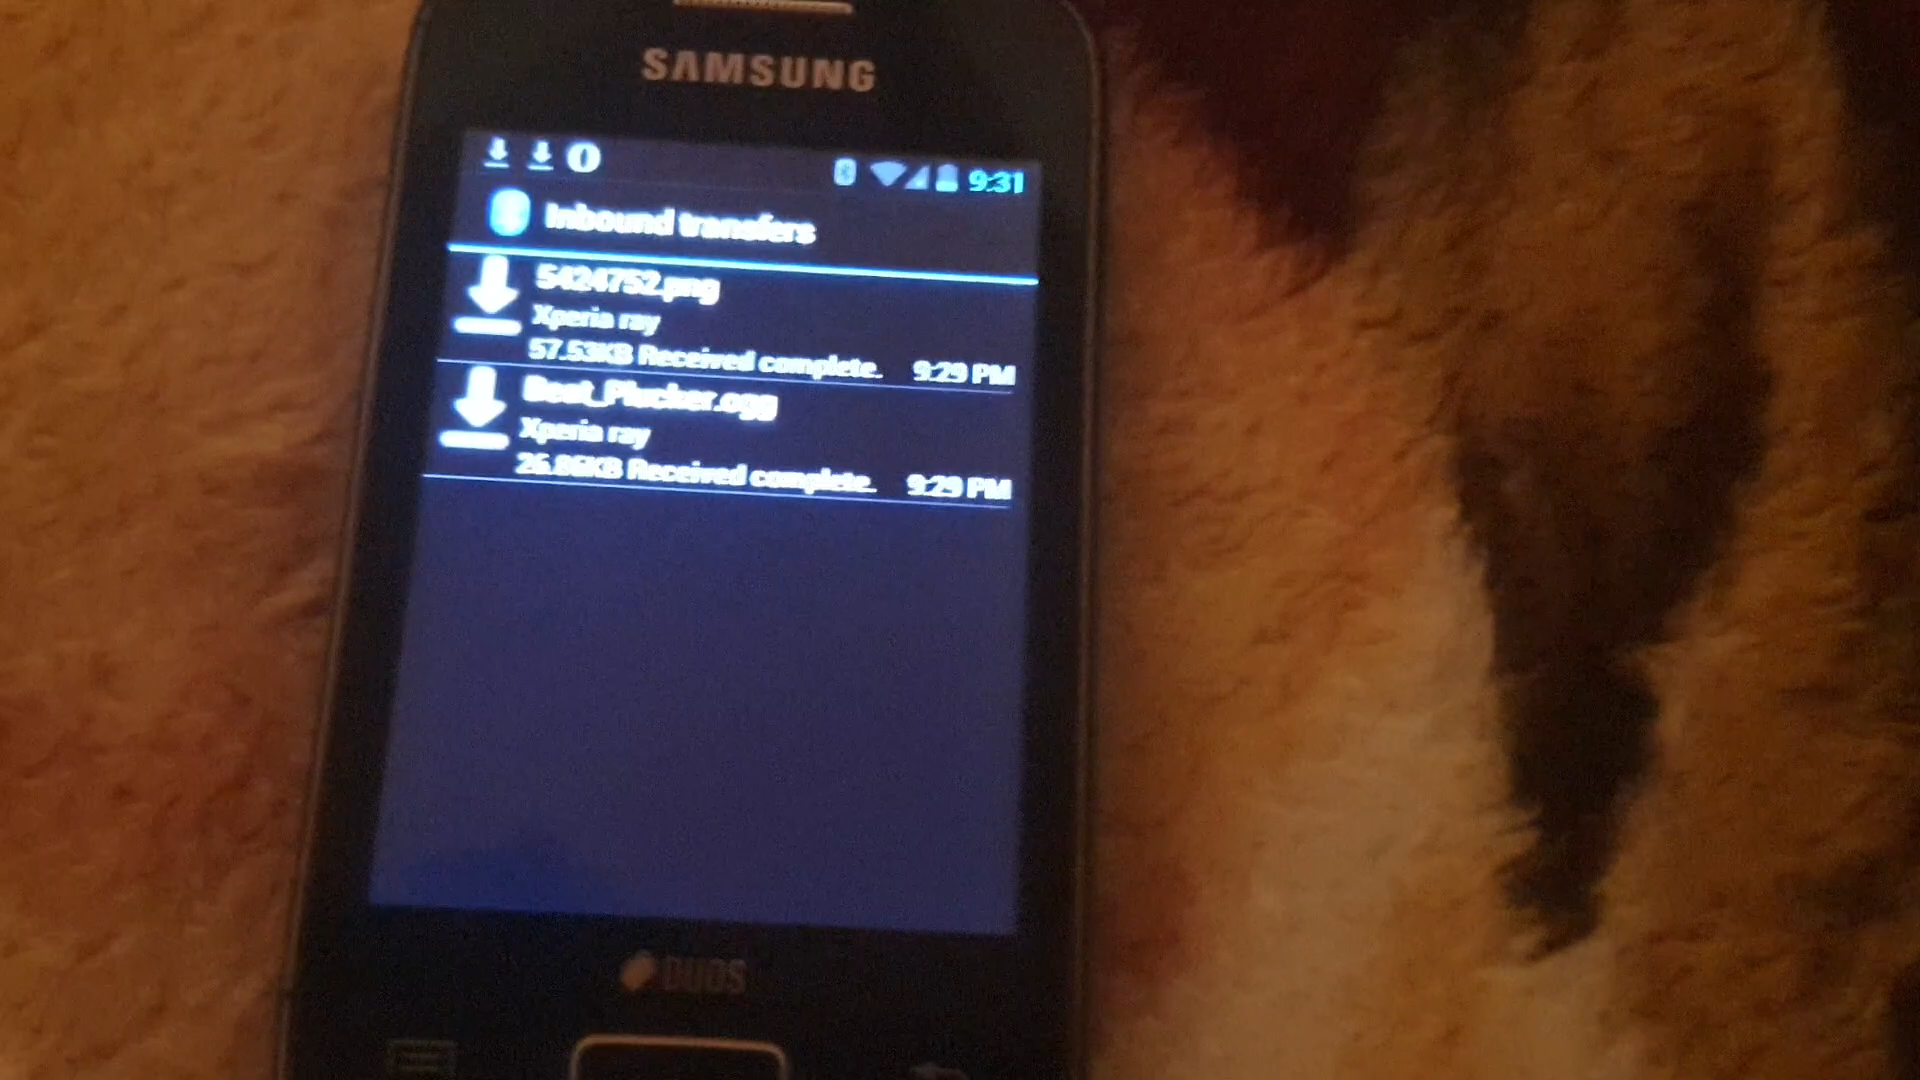 SAMSUNG
9:31
Inbound transfers
5424752.png
Xperia ray
57.53KB Received complete. 9:29 PM
Beat_Plucker.ogg
Xperia ray
26.86KB Received complete. 9:29 PM
DUOS